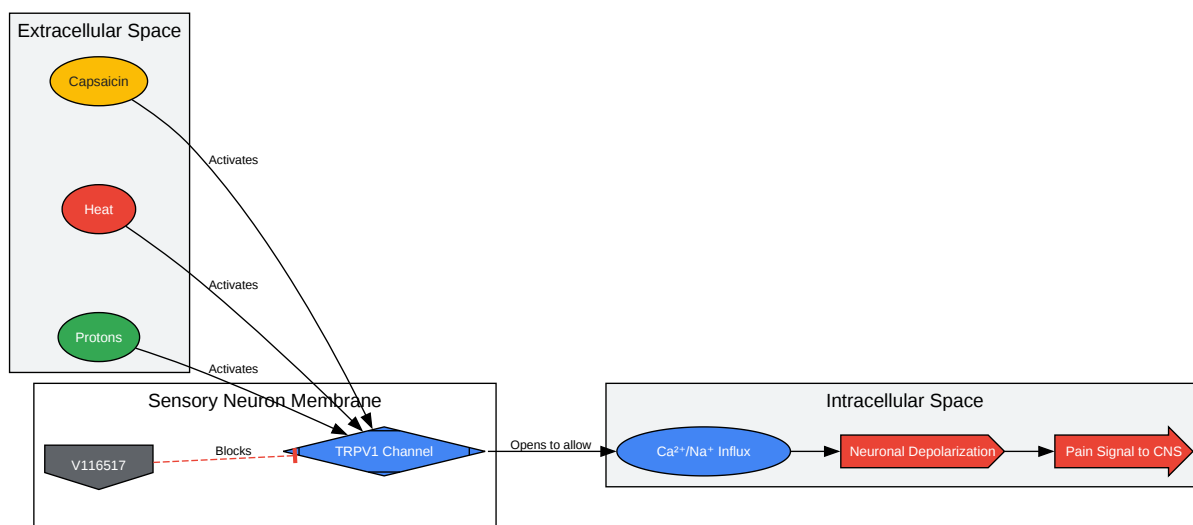 Extracellular Space
Capsaicin
Activates
Heat
Activates
Protons
Activates
Sensory Neuron Membrane
V116517
Blocks
TRPV1 Channel
Opens to allow
Intracellular Space
Ca²⁺/Na⁺ Influx
Neuronal Depolarization
Pain Signal to CNS